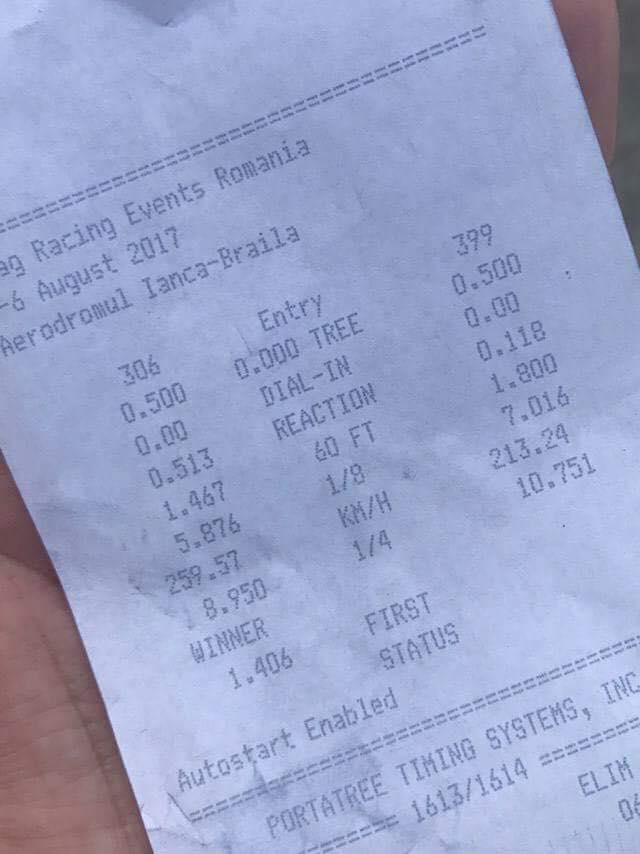 ag Racing Events Romania
-6 August 2017
Aerodromul Ianca-Braila
306 Entry 399
0.500 0.000 TREE 0.500
0.00 DIAL-IN 0.00
0.513 REACTION 0.118
1.467 60 FT 1.800
5.876 1/8 7.016
259.57 KM/H 213.24
8.950 1/4 10.751
WINNER
1.406 FIRST
STATUS
Autostart Enabled
PORTATREE TIMING SYSTEMS, INC
1613/1614
ELIM
06